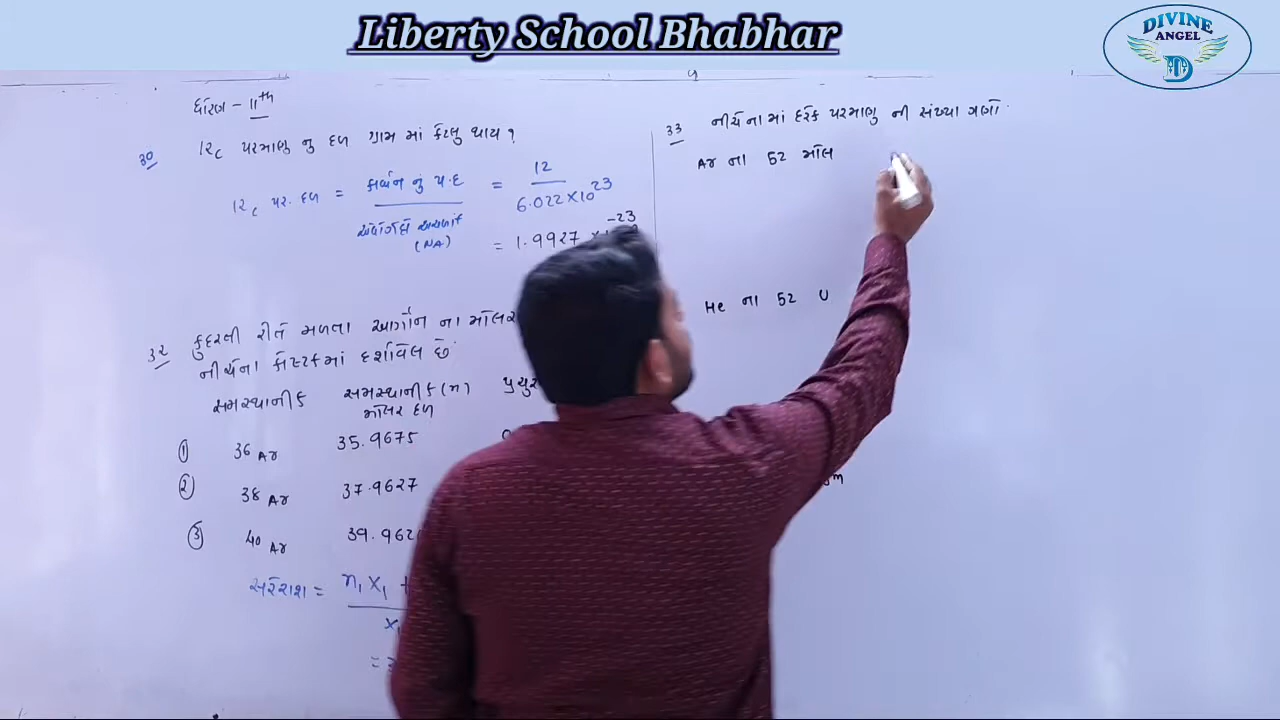 Liberty School Bhabhar
DIVINE
ANGEL
D
ધોરણ - 11th
30
12c પરમાણુ નુ દળ ગ્રામ માં કેટલુ થાય ?
12c પર. દળ = કાર્બન નું પ.દ = 12
એવોગેડ્રો અચળાંક 6.022 x 10^23
(NA)
= 1.9927 x -23
32 કુદરતી રીતે મળતા આર્ગોન ના મોલર
નીચેના કોસ્ટકમાં દર્શાવેલ છે.
સમસ્થાનીક સમસ્થાનીક (n) પ્રચુર
મોલર દળ
① 36 Ar 35.9675
② 38 Ar 37.9627
③ 40 Ar 39.962
સરેરાશ = n1 x1 +
x1
=
33 નીચેના માં દરેક પરમાણુ ની સંખ્યા ગણો.
Ar ના 52 મોલ
He ના 52 U
m